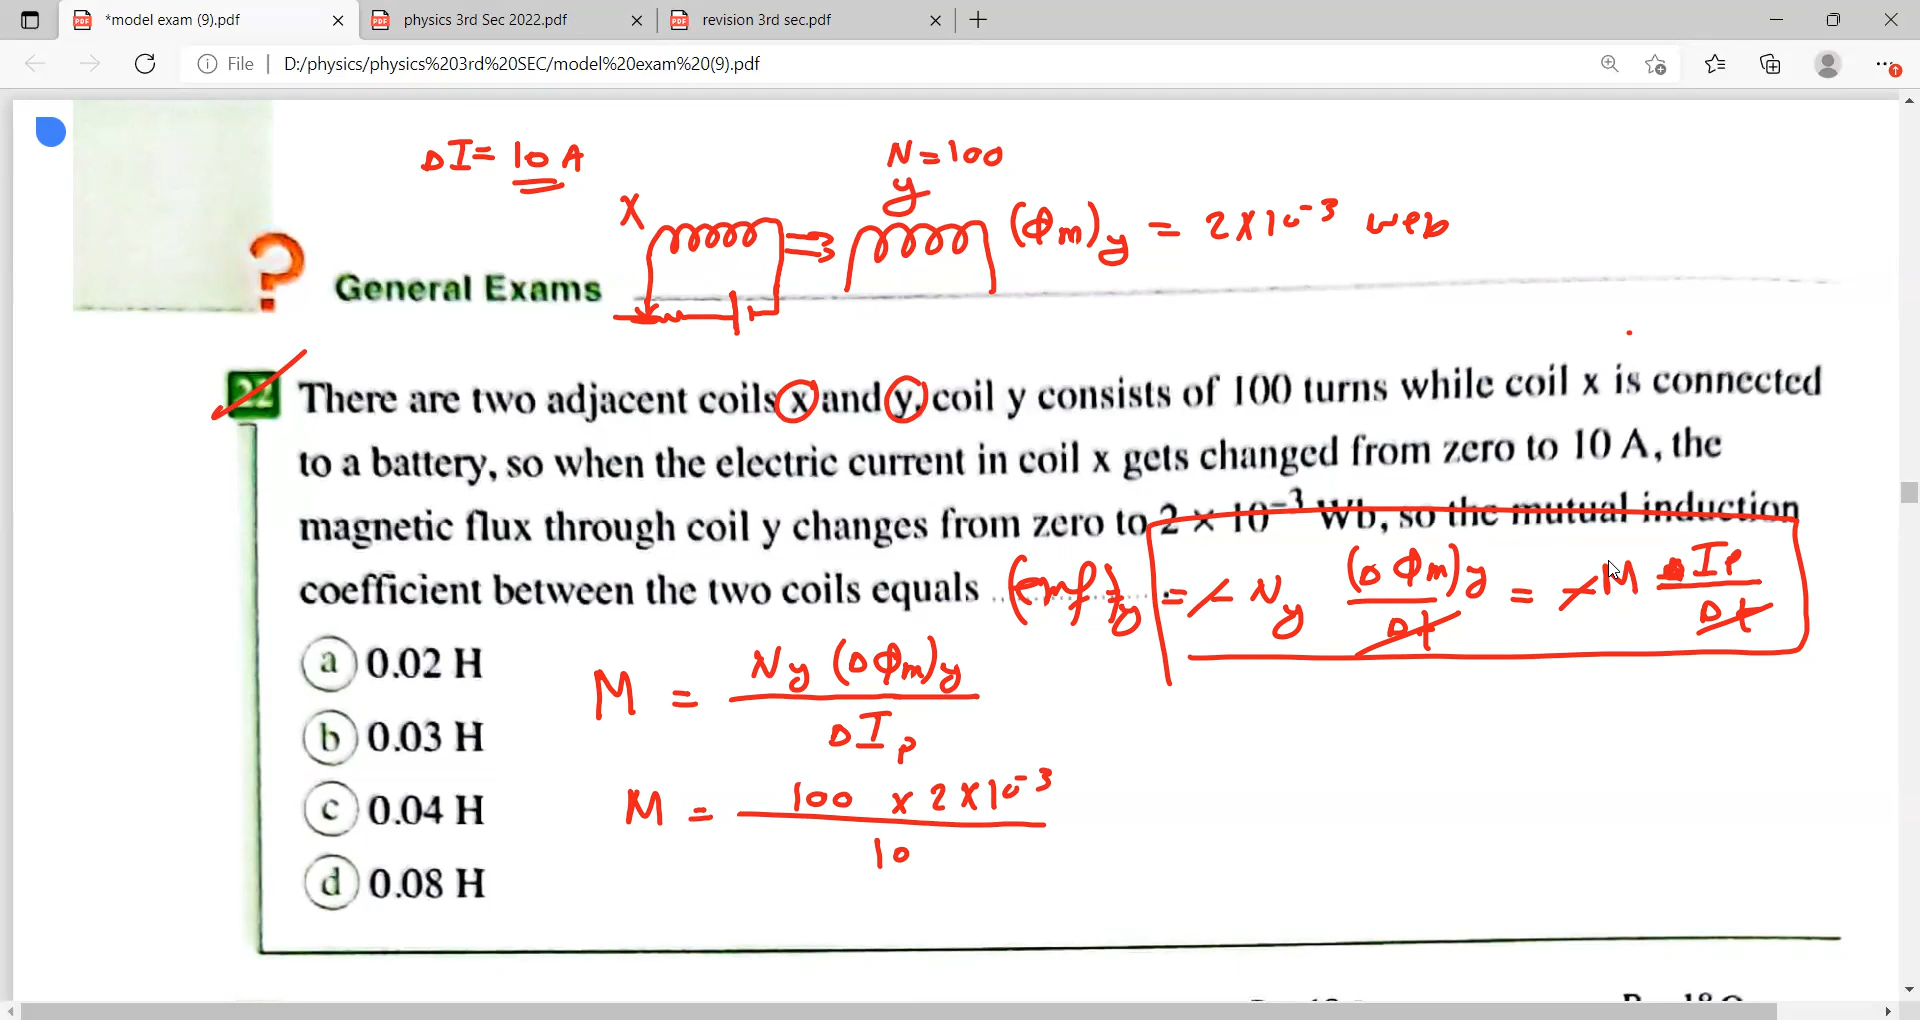 *model exam (9).pdf
physics 3rd Sec 2022.pdf
revision 3rd sec.pdf
File | D:/physics/physics%203rd%20SEC/model%20exam%20(9).pdf
ΔI = 10 A
N = 100
x
y
(Φm)y = 2×10⁻³ web
?
General Exams
22 There are two adjacent coils x and y, coil y consists of 100 turns while coil x is connected
to a battery, so when the electric current in coil x gets changed from zero to 10 A, the
magnetic flux through coil y changes from zero to 2 × 10⁻³ Wb, so the mutual induction
coefficient between the two coils equals ..............
(emf)y = - Ny (ΔΦm)y / Δt = - M ΔIp / Δt
a 0.02 H
M = Ny (ΔΦm)y / ΔIp
b 0.03 H
c 0.04 H
M = 100 × 2×10⁻³ / 10
d 0.08 H